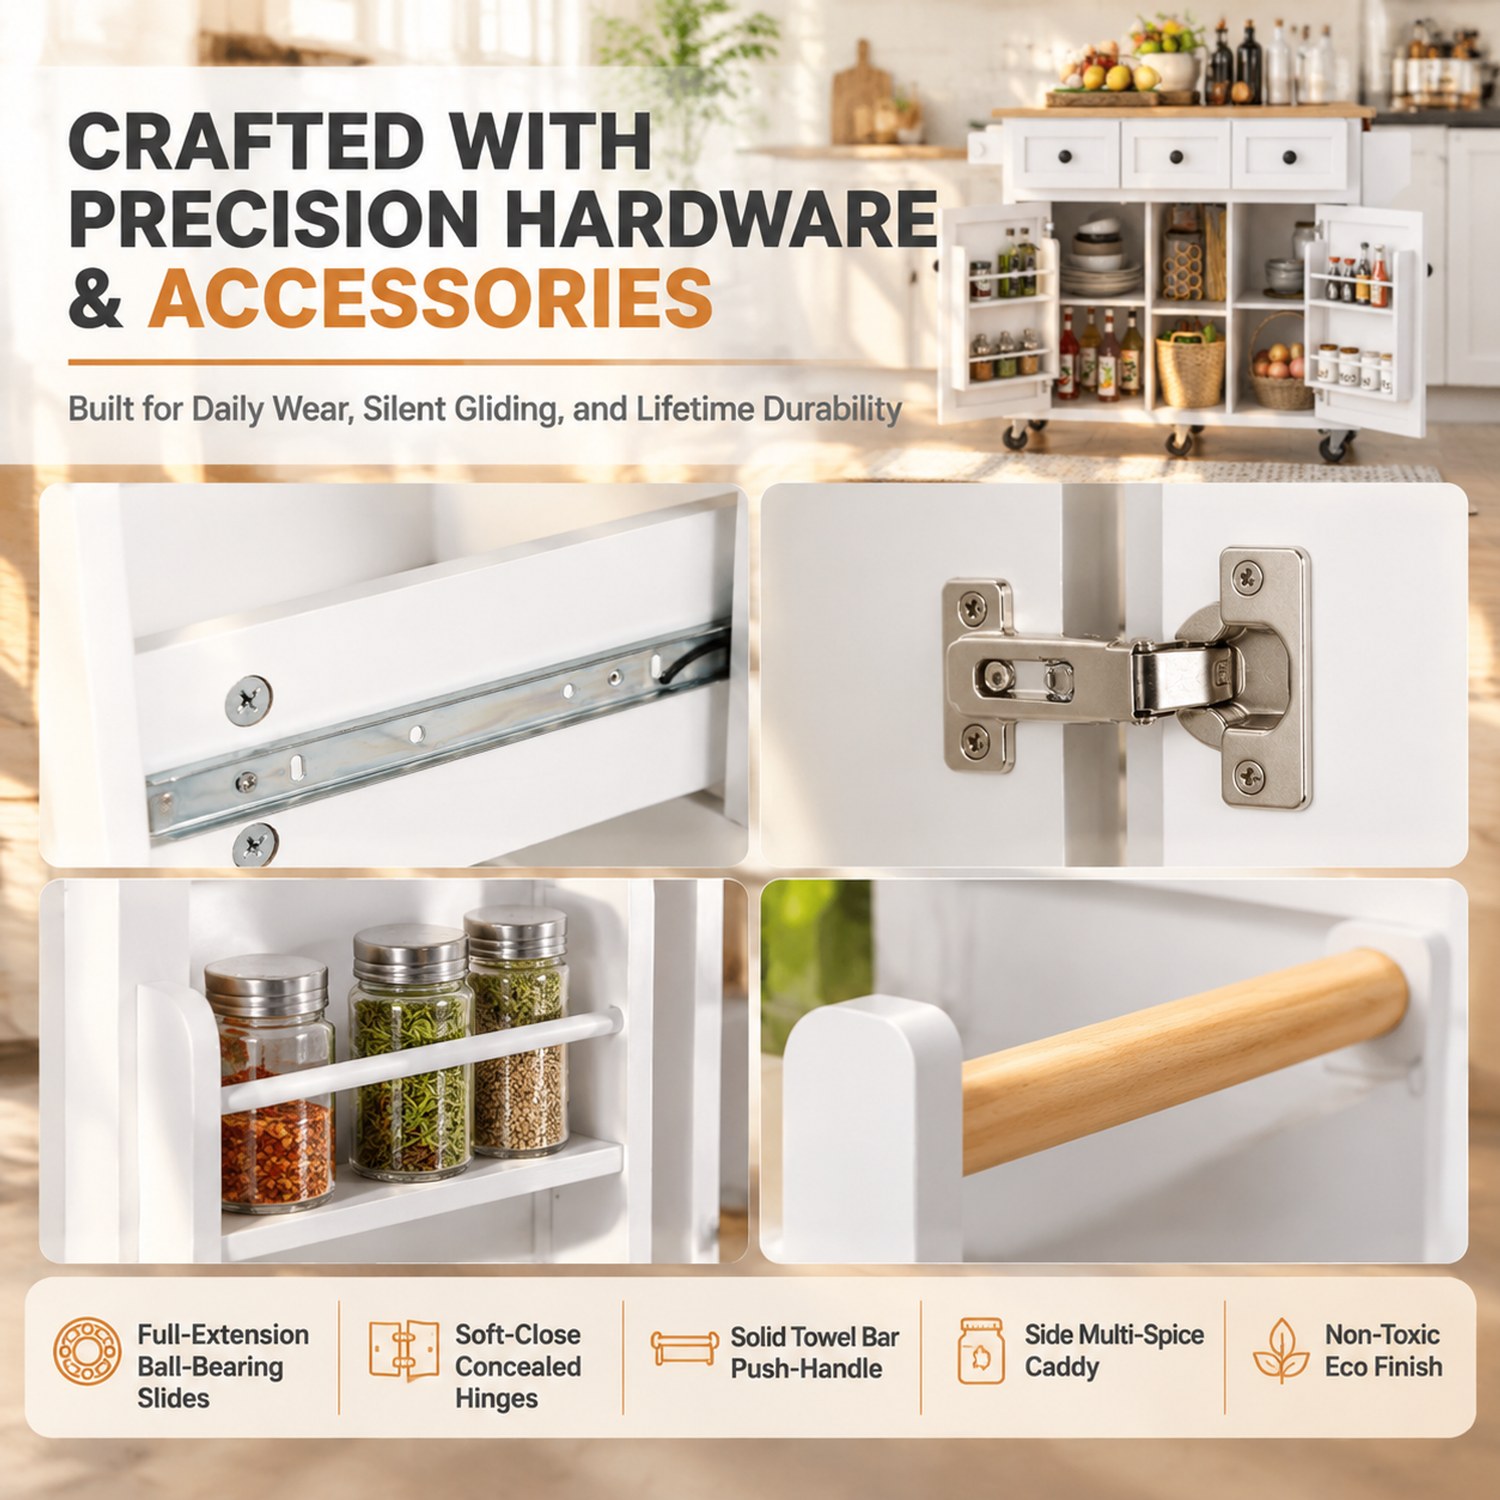 CRAFTED WITH
PRECISION HARDWARE
& ACCESSORIES
Built for Daily Wear, Silent Gliding, and Lifetime Durability
Full-Extension
Ball-Bearing
Slides
Soft-Close
Concealed
Hinges
Solid Towel Bar
Push-Handle
Side Multi-Spice
Caddy
Non-Toxic
Eco Finish